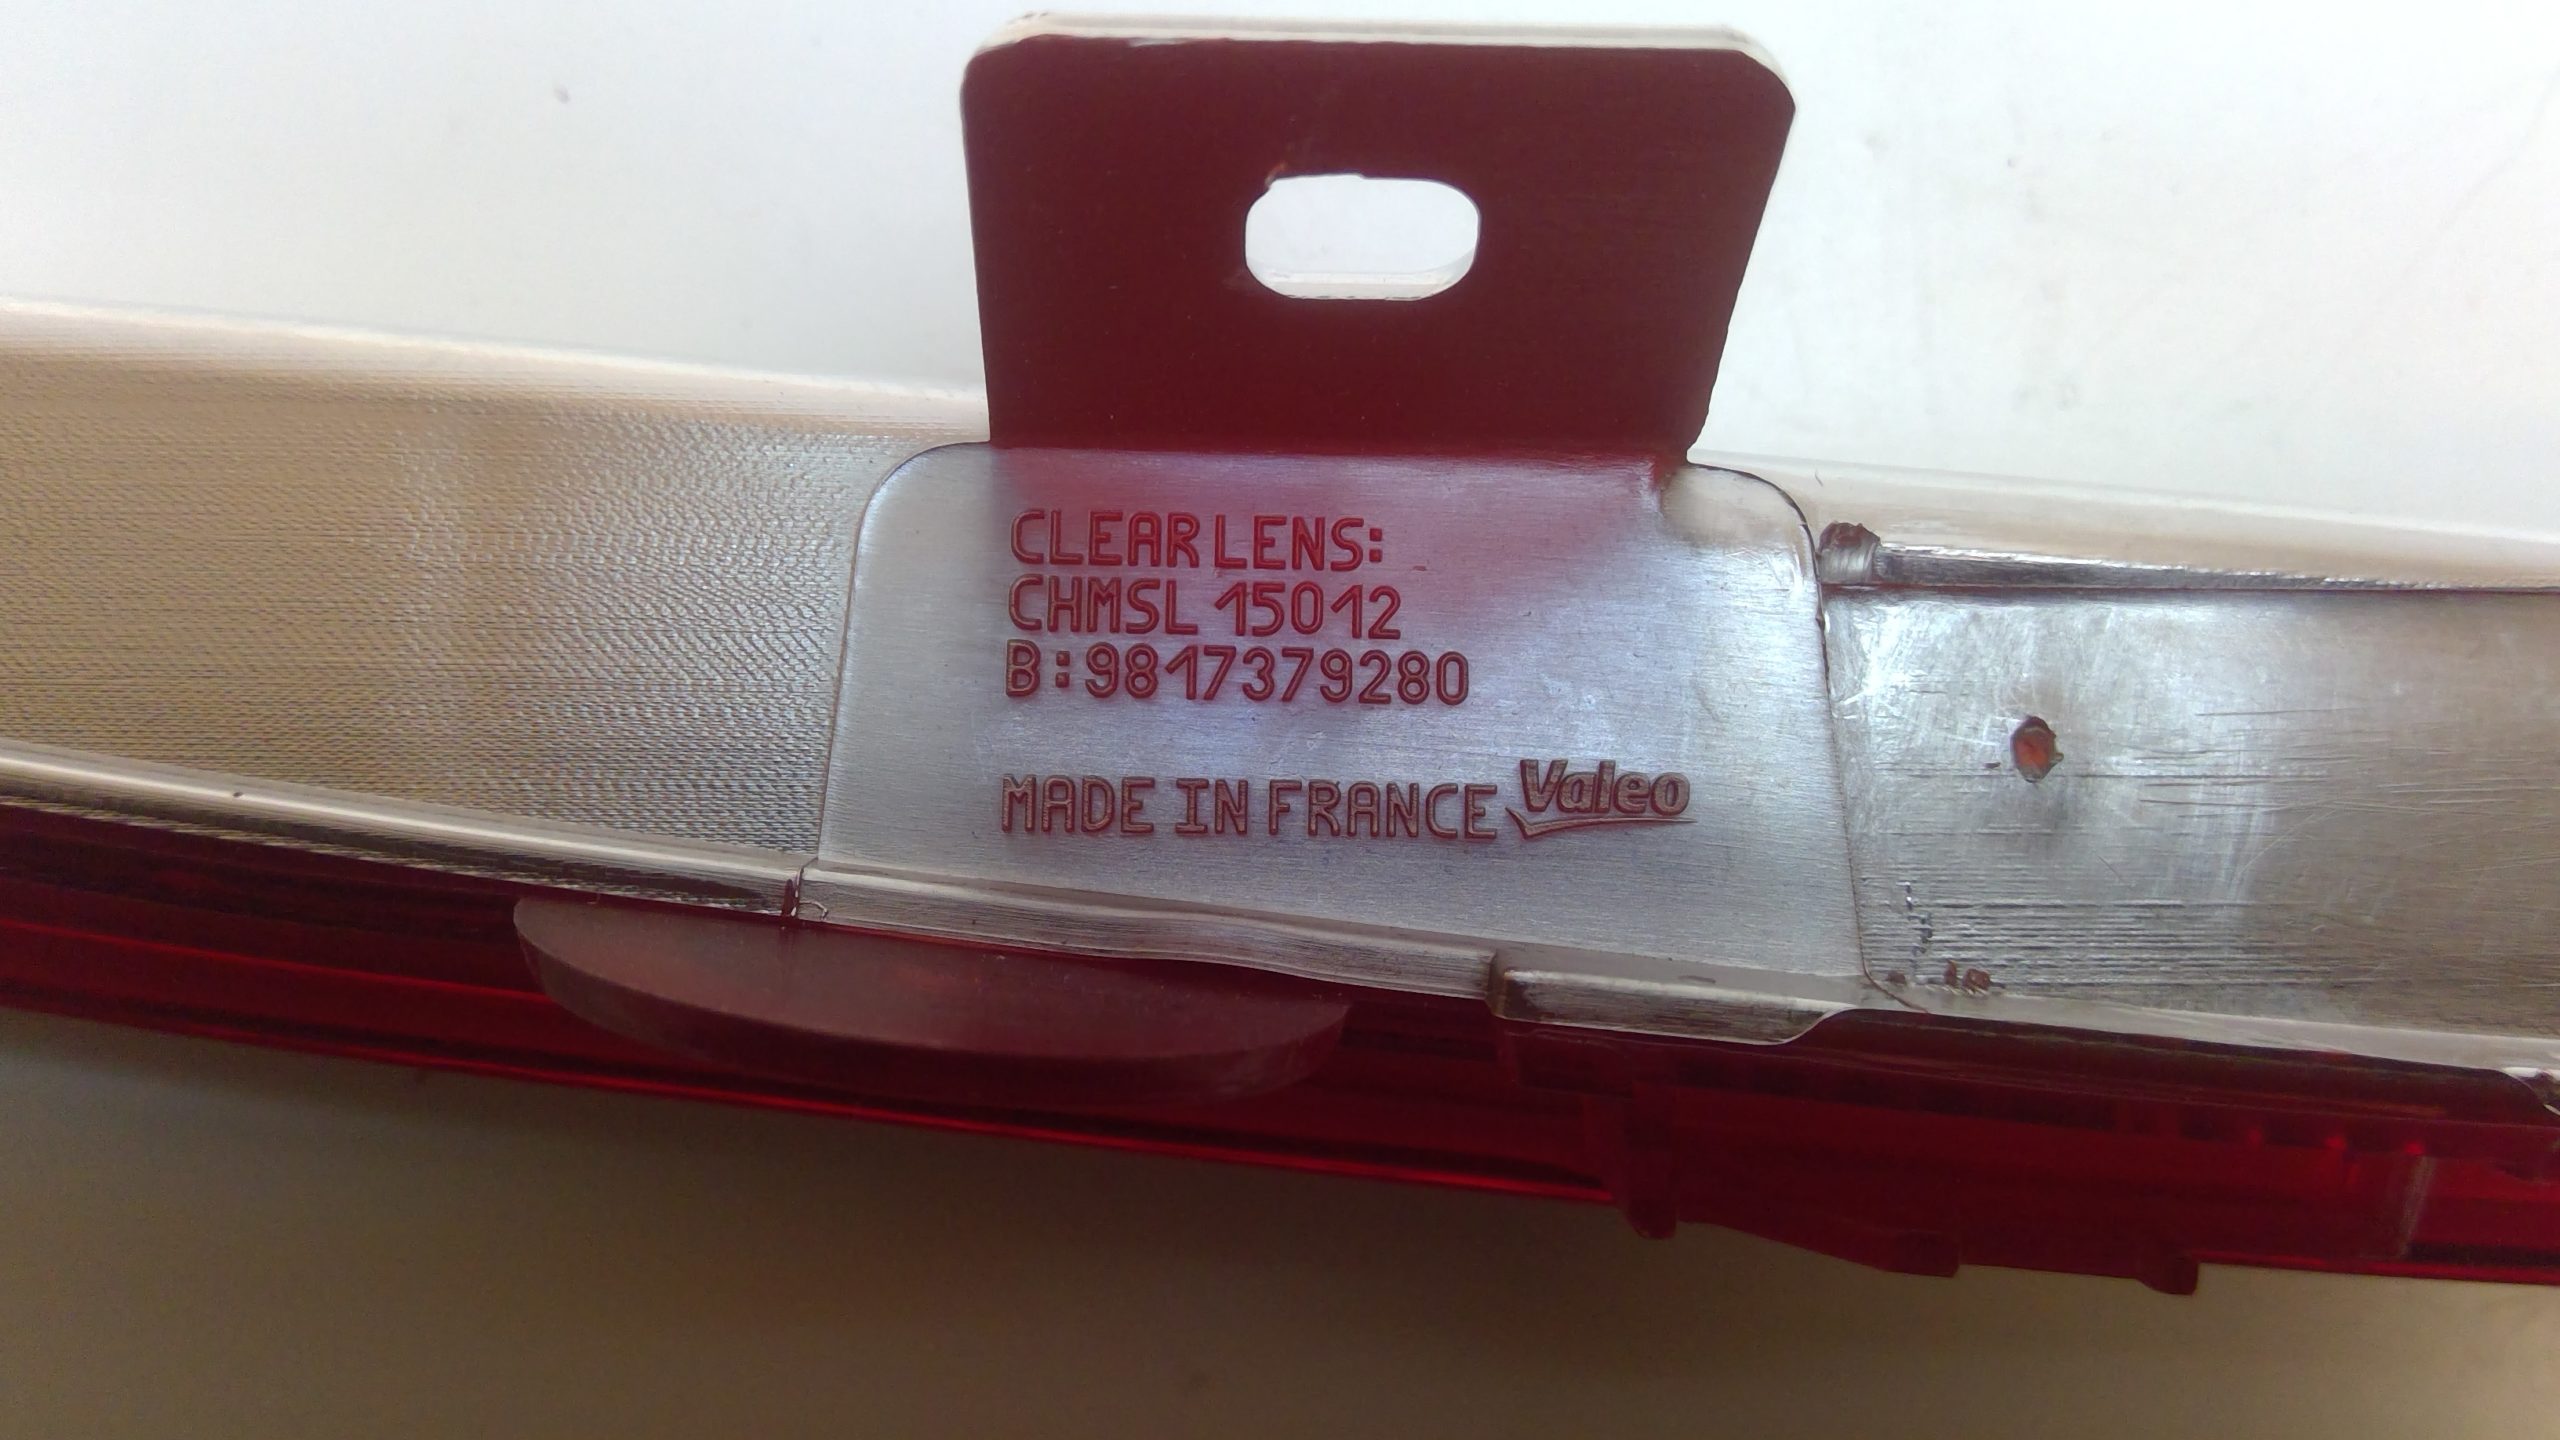 CLEAR LENS:
CHMSL 15012
B:9817379280
MADE IN FRANCE Valeo